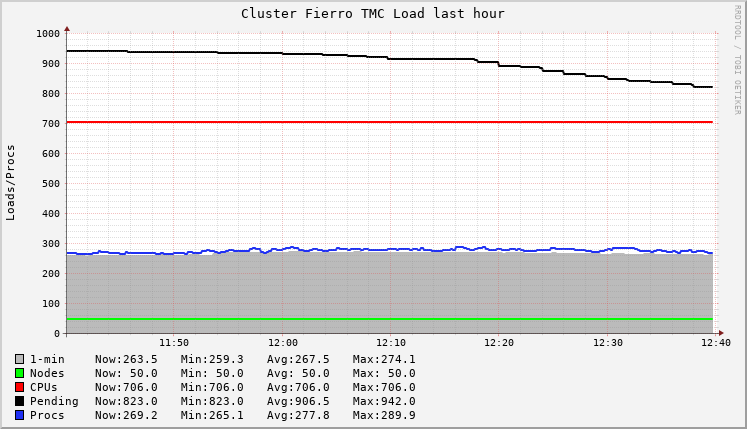 Cluster Fierro TMC Load last hour
RRDTOOL / TOBI OETIKER
Loads/Procs
1000
900
800
700
600
500
400
300
200
100
0
11:50 12:00 12:10 12:20 12:30 12:40
1-min Now:263.5 Min:259.3 Avg:267.5 Max:274.1
Nodes Now: 50.0 Min: 50.0 Avg: 50.0 Max: 50.0
CPUs Now:706.0 Min:706.0 Avg:706.0 Max:706.0
Pending Now:823.0 Min:823.0 Avg:906.5 Max:942.0
Procs Now:269.2 Min:265.1 Avg:277.8 Max:289.9